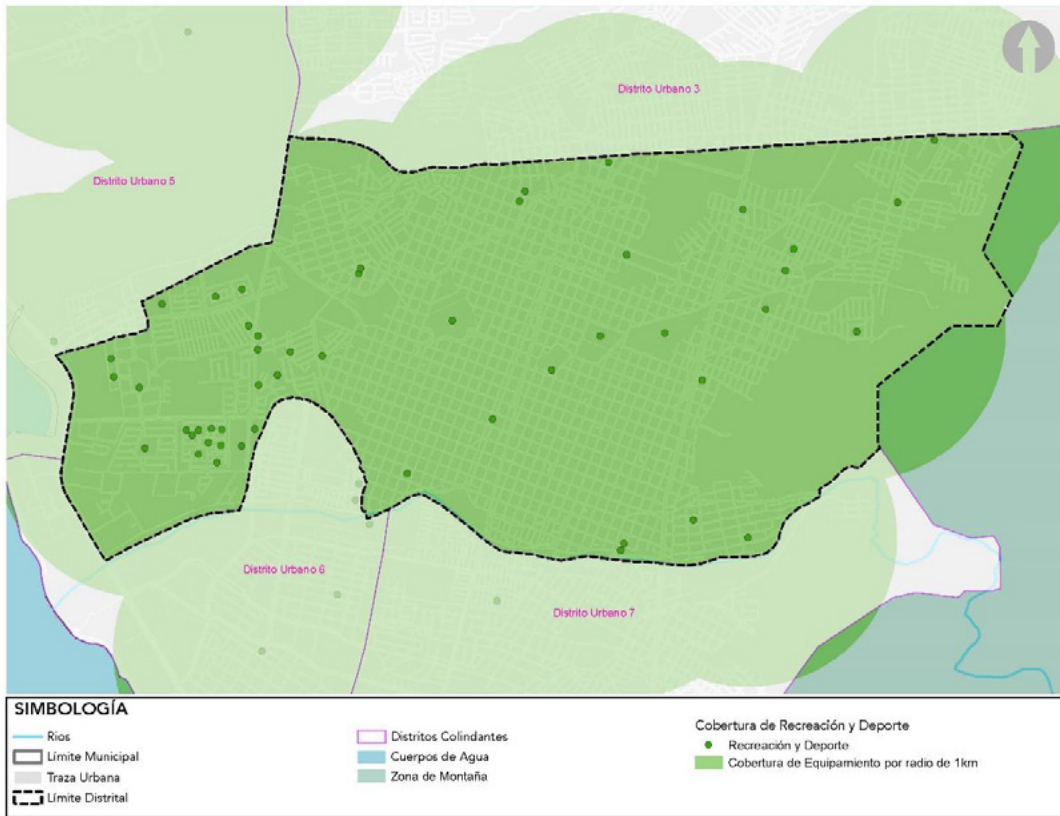 Distrito Urbano 3
Distrito Urbano 5
Distrito Urbano 6
Distrito Urbano 7
SIMBOLOGÍA
Rios
Límite Municipal
Traza Urbana
Límite Distrital
Distritos Colindantes
Cuerpos de Agua
Zona de Montaña
Cobertura de Recreación y Deporte
Recreación y Deporte
Cobertura de Equipamiento por radio de 1km